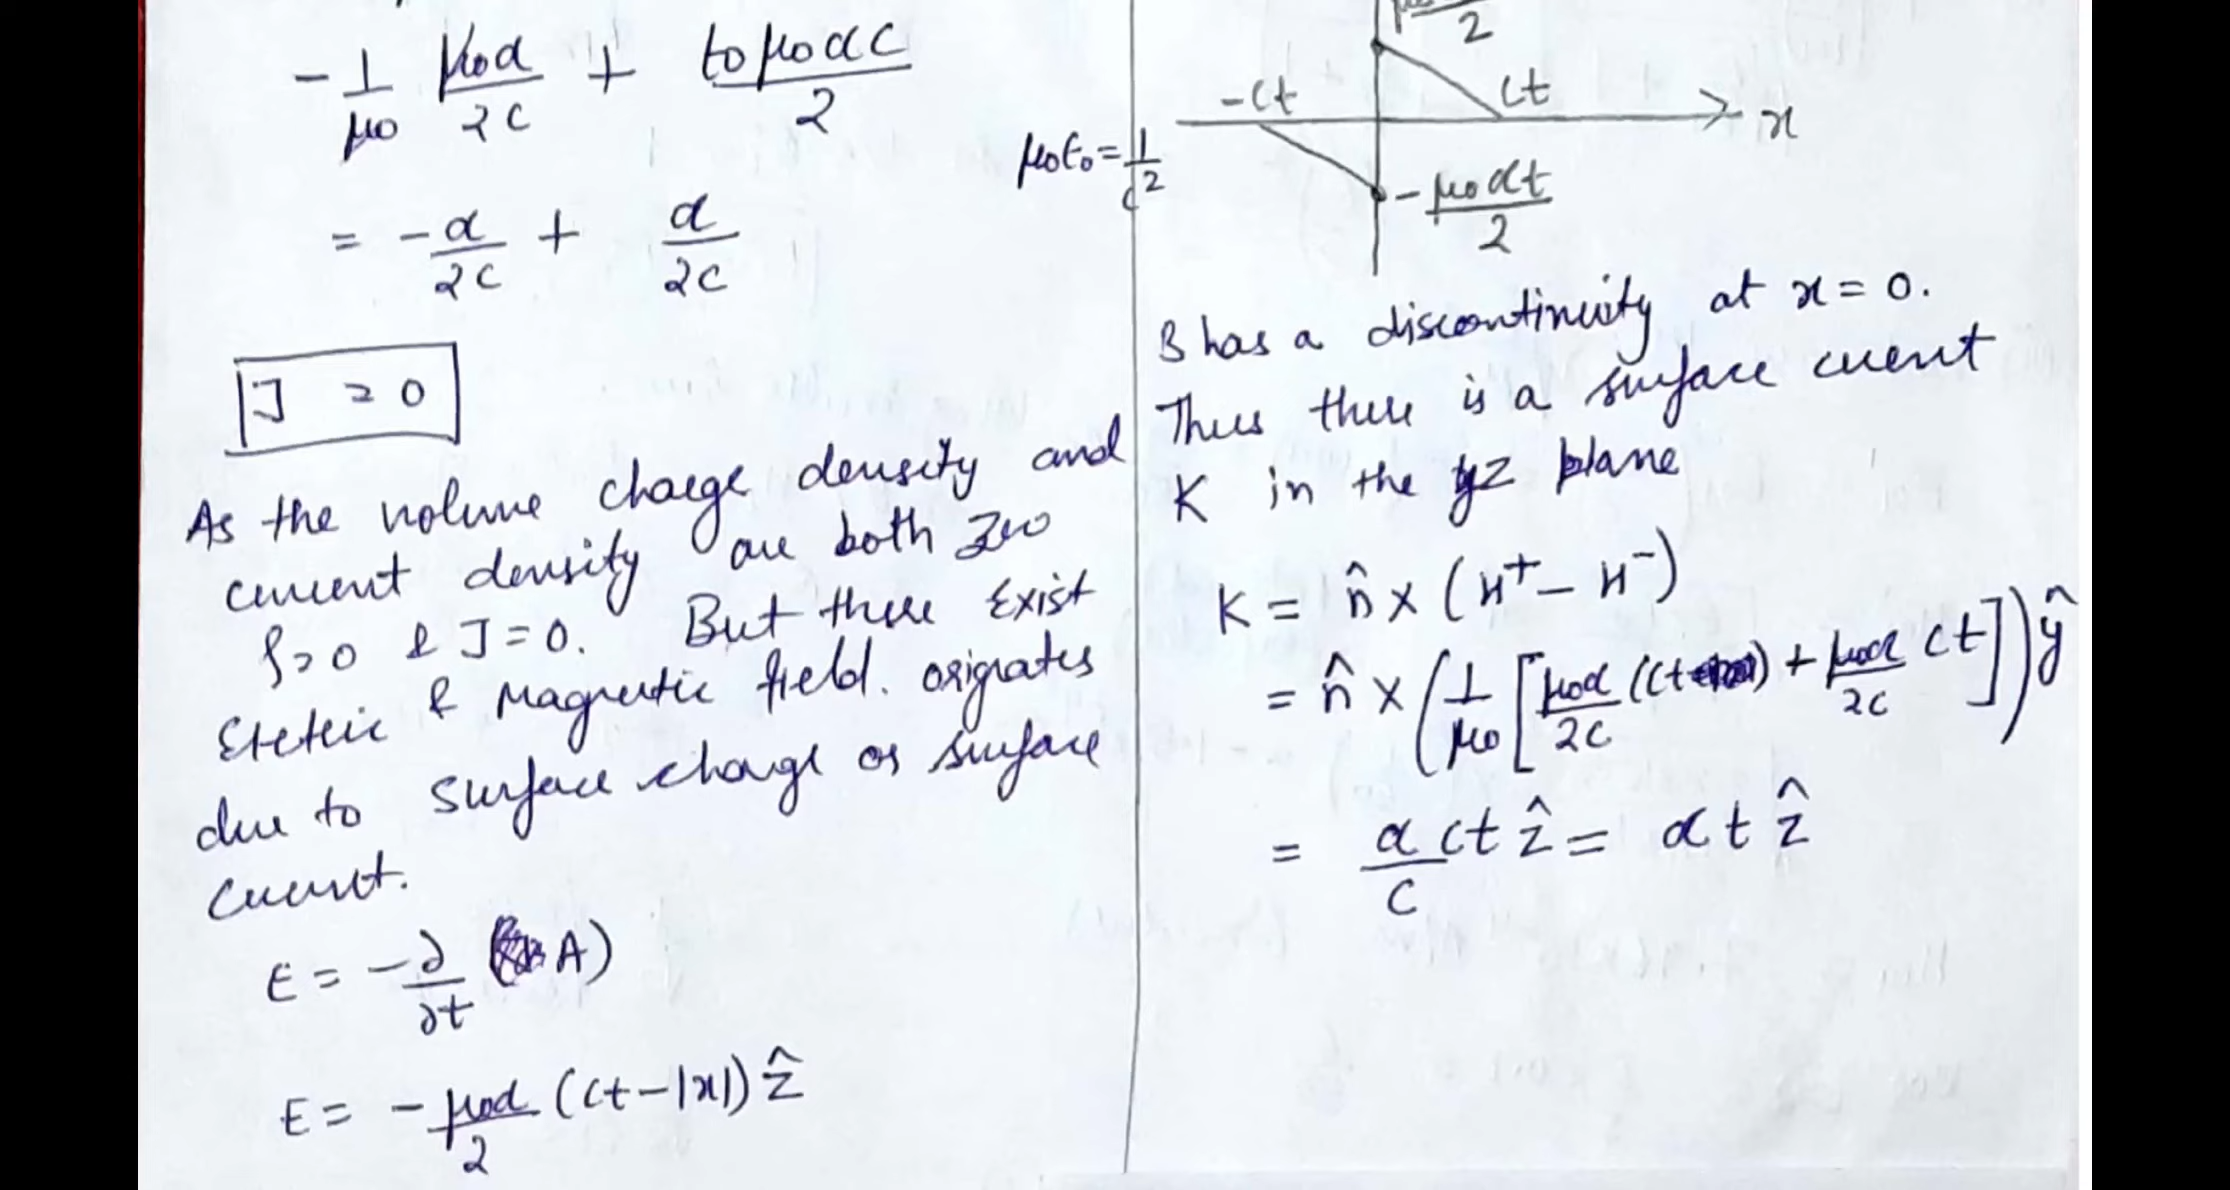 -1/μ0 μ0α/2c + ϵ0μ0αc/2
μ0ϵ0 = 1/c²
= -α/2c + α/2c
J = 0
As the volume charge density and
current density are both zero
ρ=0 & J=0. But there Exist
& Magnetic field. originates
due to surface charge or surface
current.
E = -∂/∂t (A)
E = -μ0α/2 (ct-|x|) ẑ
2
-ct ct x
-μ0αt/2
B has a discontinuity at x=0.
Thus there is a surface current
K in the yz plane
K = n̂ × (H⁺ - H⁻)
= n̂ × (1/μ0 [μ0α/2c (ct) + μ0α/2c ct]) ŷ
= α/c ct ẑ = αt ẑ